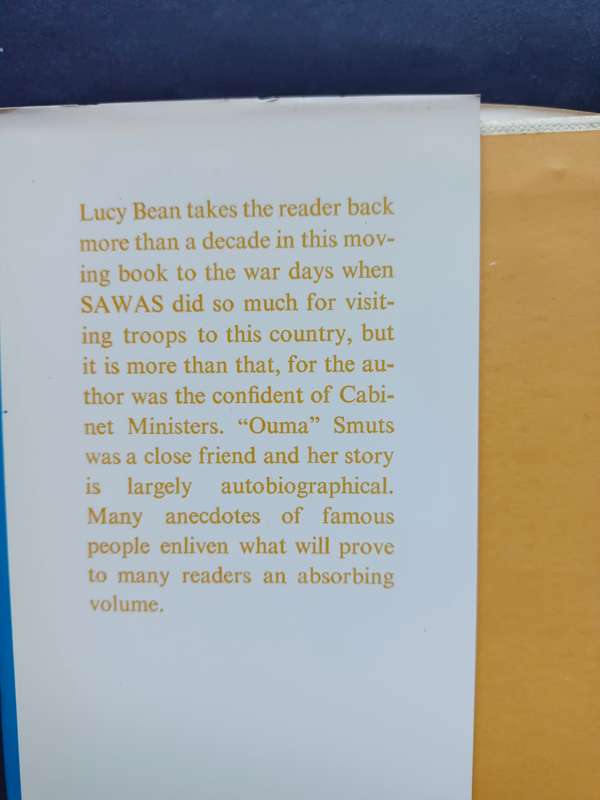 Lucy Bean takes the reader back
more than a decade in this mov-
ing book to the war days when
SAWAS did so much for visit-
ing troops to this country, but
it is more than that, for the au-
thor was the confident of Cabi-
net Ministers. “Ouma” Smuts
was a close friend and her story
is largely autobiographical.
Many anecdotes of famous
people enliven what will prove
to many readers an absorbing
volume.